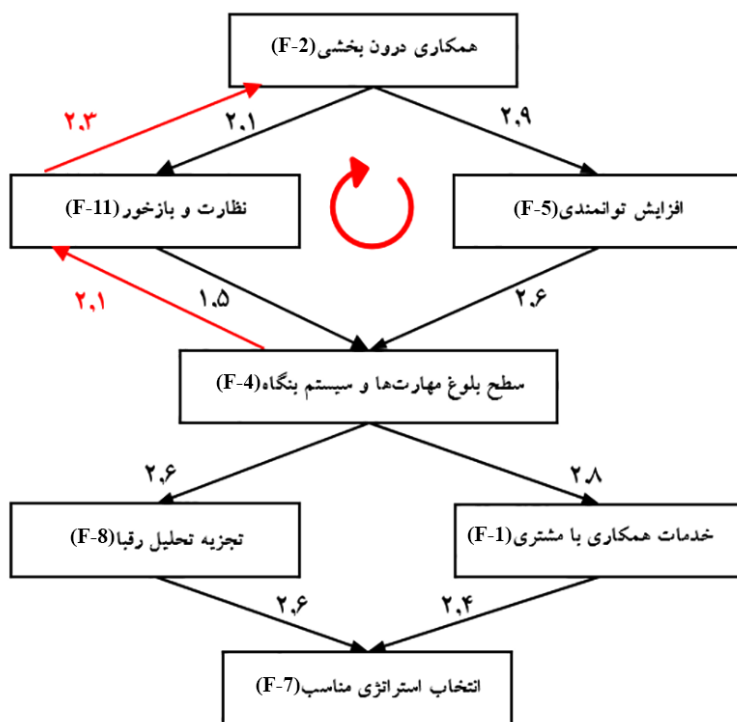 همکاری درون بخشی(F-2)
۲.۳
۲.۱
۲.۹
نظارت و بازخور(F-11)
افزایش توانمندی(F-5)
۲.۱
۱.۵
۲.۶
سطح بلوغ مهارت‌ها و سیستم بنگاه(F-4)
۲.۶
۲.۸
تجزیه تحلیل رقبا(F-8)
خدمات همکاری با مشتری(F-1)
۲.۶
۲.۴
انتخاب استراتژی مناسب(F-7)